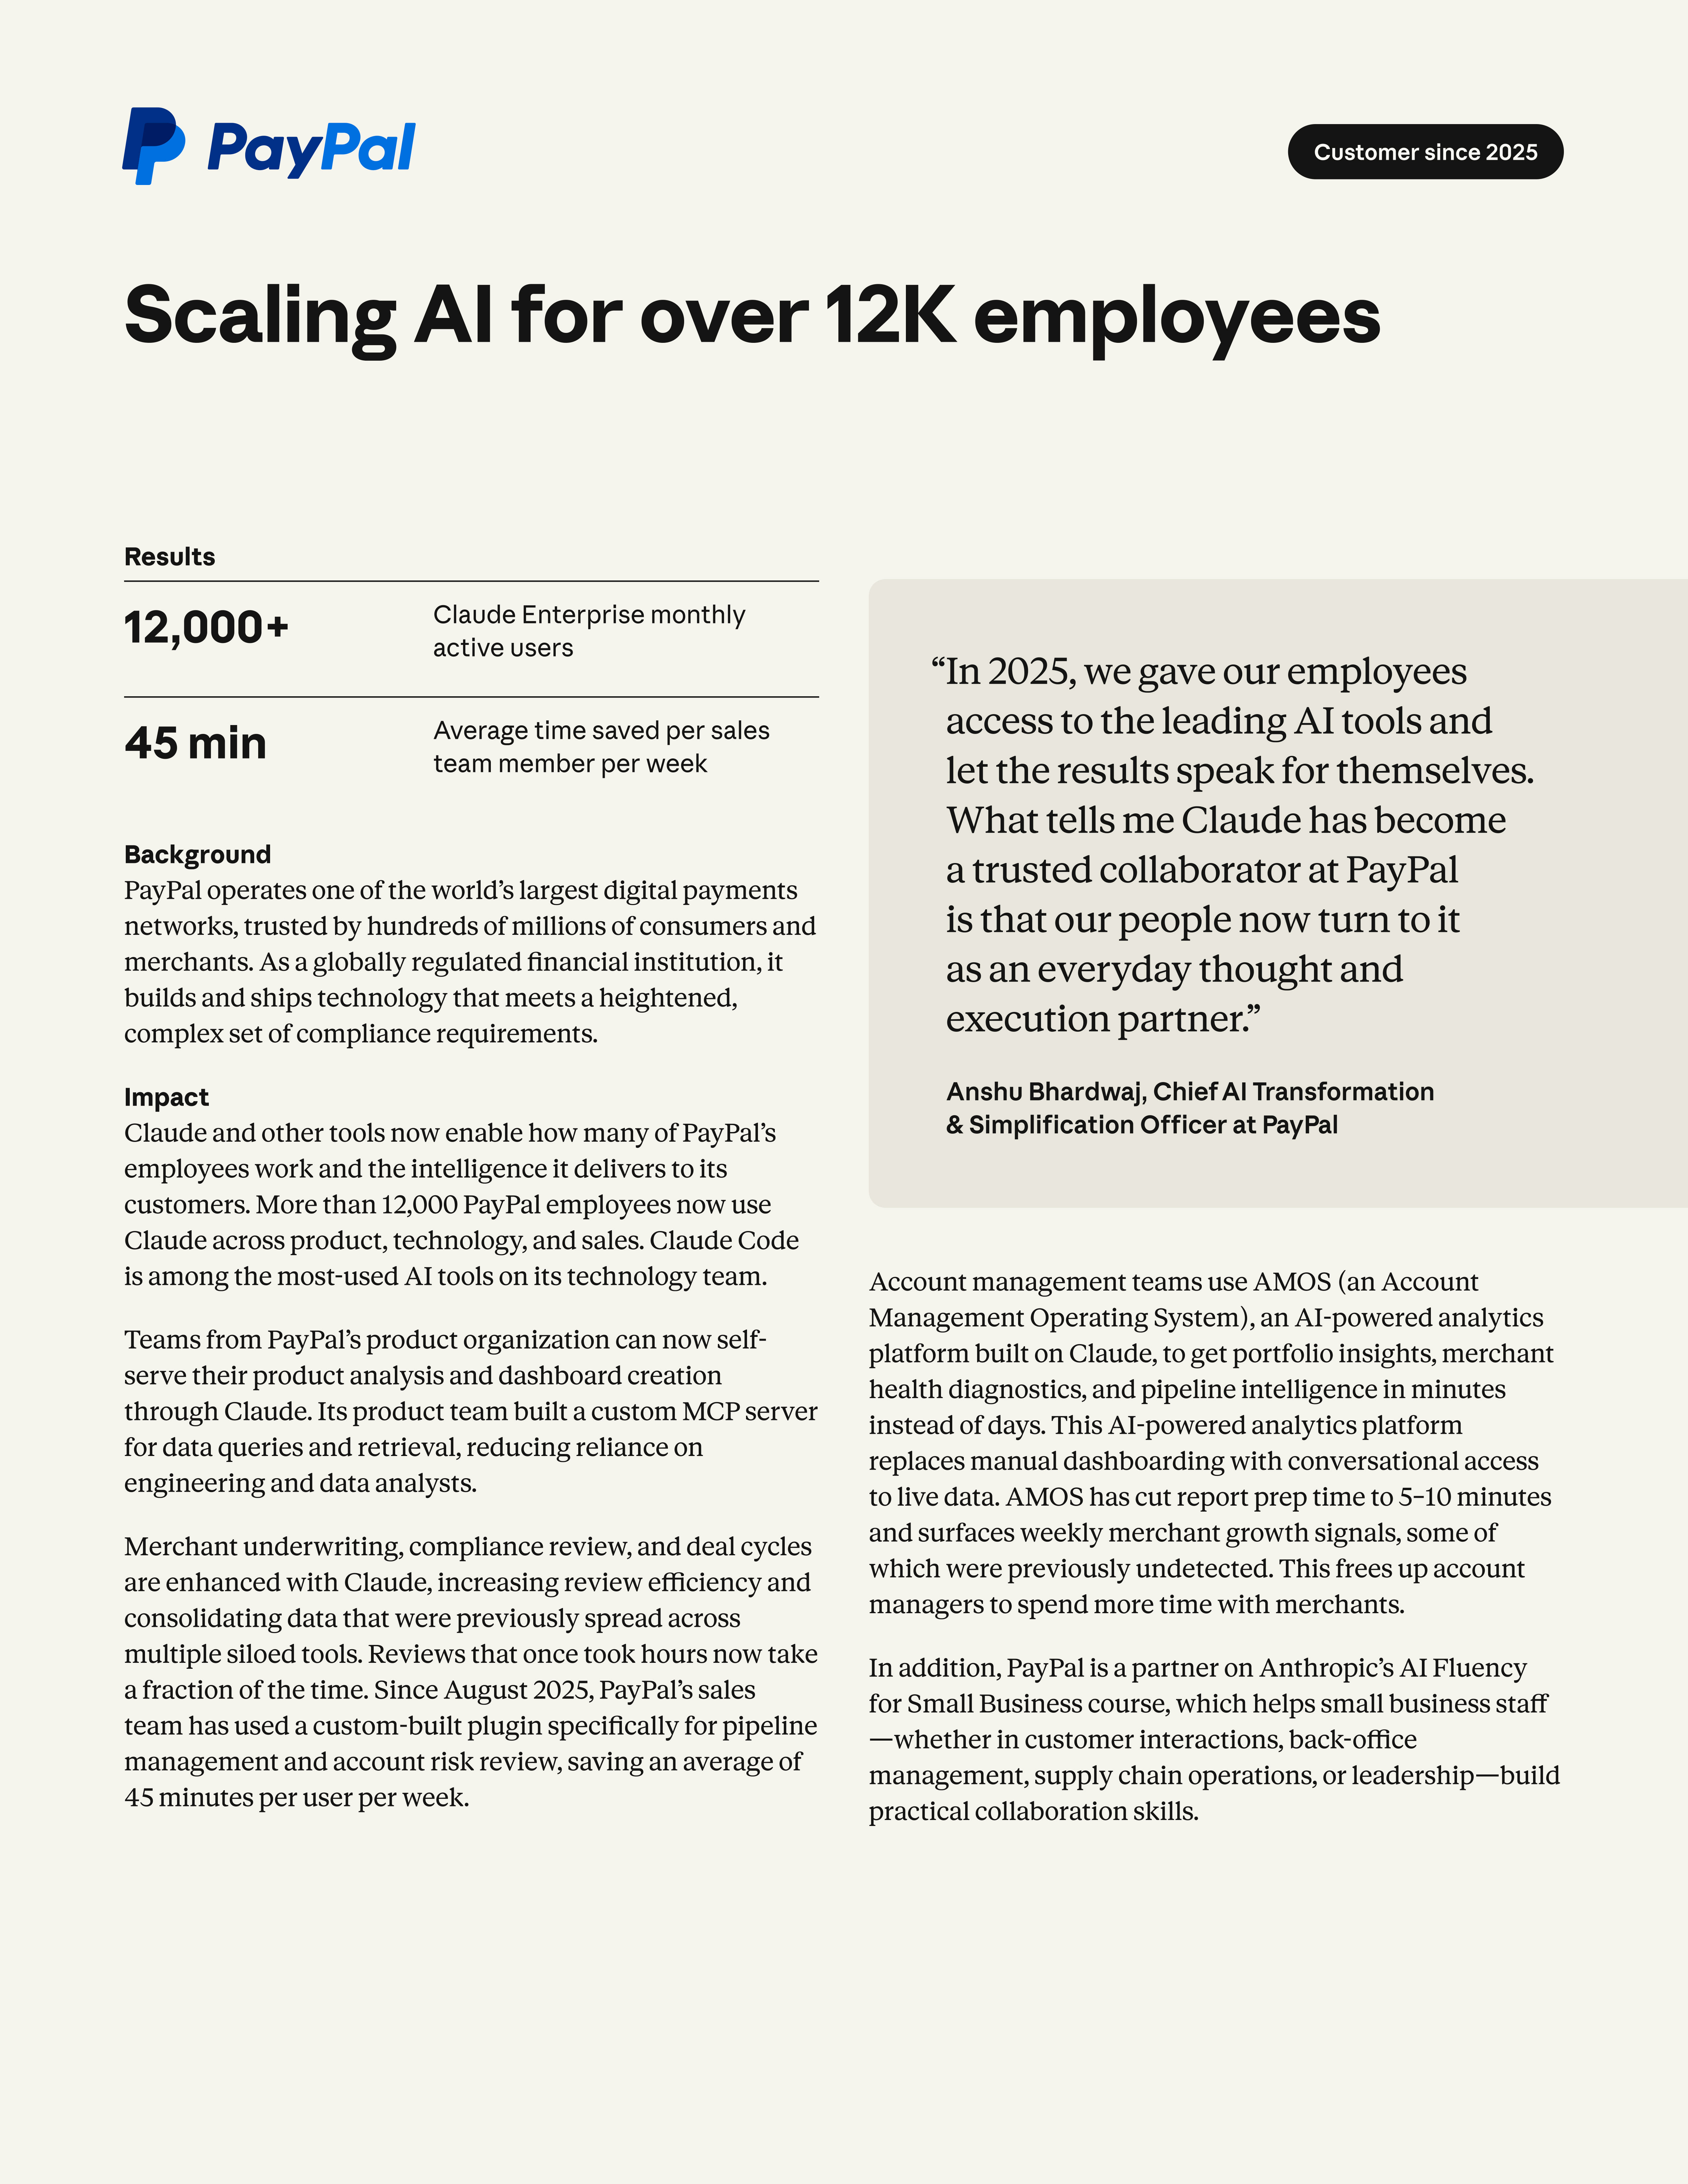 PayPal
Customer since 2025
Scaling AI for over 12K employees
Results
12,000+
Claude Enterprise monthly
active users
45 min
Average time saved per sales
team member per week
Background
PayPal operates one of the world’s largest digital payments
networks, trusted by hundreds of millions of consumers and
merchants. As a globally regulated financial institution, it
builds and ships technology that meets a heightened,
complex set of compliance requirements.
Impact
Claude and other tools now enable how many of PayPal’s
employees work and the intelligence it delivers to its
customers. More than 12,000 PayPal employees now use
Claude across product, technology, and sales. Claude Code
is among the most-used AI tools on its technology team.
Teams from PayPal’s product organization can now self-
serve their product analysis and dashboard creation
through Claude. Its product team built a custom MCP server
for data queries and retrieval, reducing reliance on
engineering and data analysts.
Merchant underwriting, compliance review, and deal cycles
are enhanced with Claude, increasing review efficiency and
consolidating data that were previously spread across
multiple siloed tools. Reviews that once took hours now take
a fraction of the time. Since August 2025, PayPal’s sales
team has used a custom-built plugin specifically for pipeline
management and account risk review, saving an average of
45 minutes per user per week.
“In 2025, we gave our employees
access to the leading AI tools and
let the results speak for themselves.
What tells me Claude has become
a trusted collaborator at PayPal
is that our people now turn to it
as an everyday thought and
execution partner.”
Anshu Bhardwaj, Chief AI Transformation
& Simplification Officer at PayPal
Account management teams use AMOS (an Account
Management Operating System), an AI-powered analytics
platform built on Claude, to get portfolio insights, merchant
health diagnostics, and pipeline intelligence in minutes
instead of days. This AI-powered analytics platform
replaces manual dashboarding with conversational access
to live data. AMOS has cut report prep time to 5–10 minutes
and surfaces weekly merchant growth signals, some of
which were previously undetected. This frees up account
managers to spend more time with merchants.
In addition, PayPal is a partner on Anthropic’s AI Fluency
for Small Business course, which helps small business staff
—whether in customer interactions, back-office
management, supply chain operations, or leadership—build
practical collaboration skills.